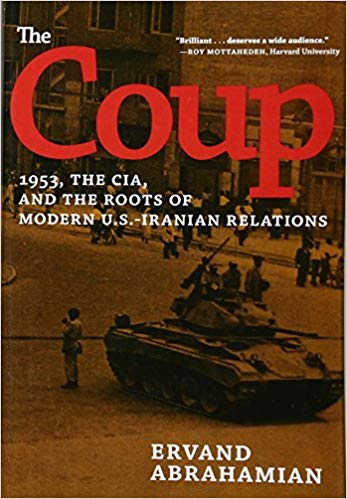 The
Coup
"Brilliant . . . deserves a wide audience."
—ROY MOTTAHEDEH, Harvard University
1953, THE CIA,
AND THE ROOTS OF
MODERN U.S.-IRANIAN RELATIONS
ERVAND
ABRAHAMIAN